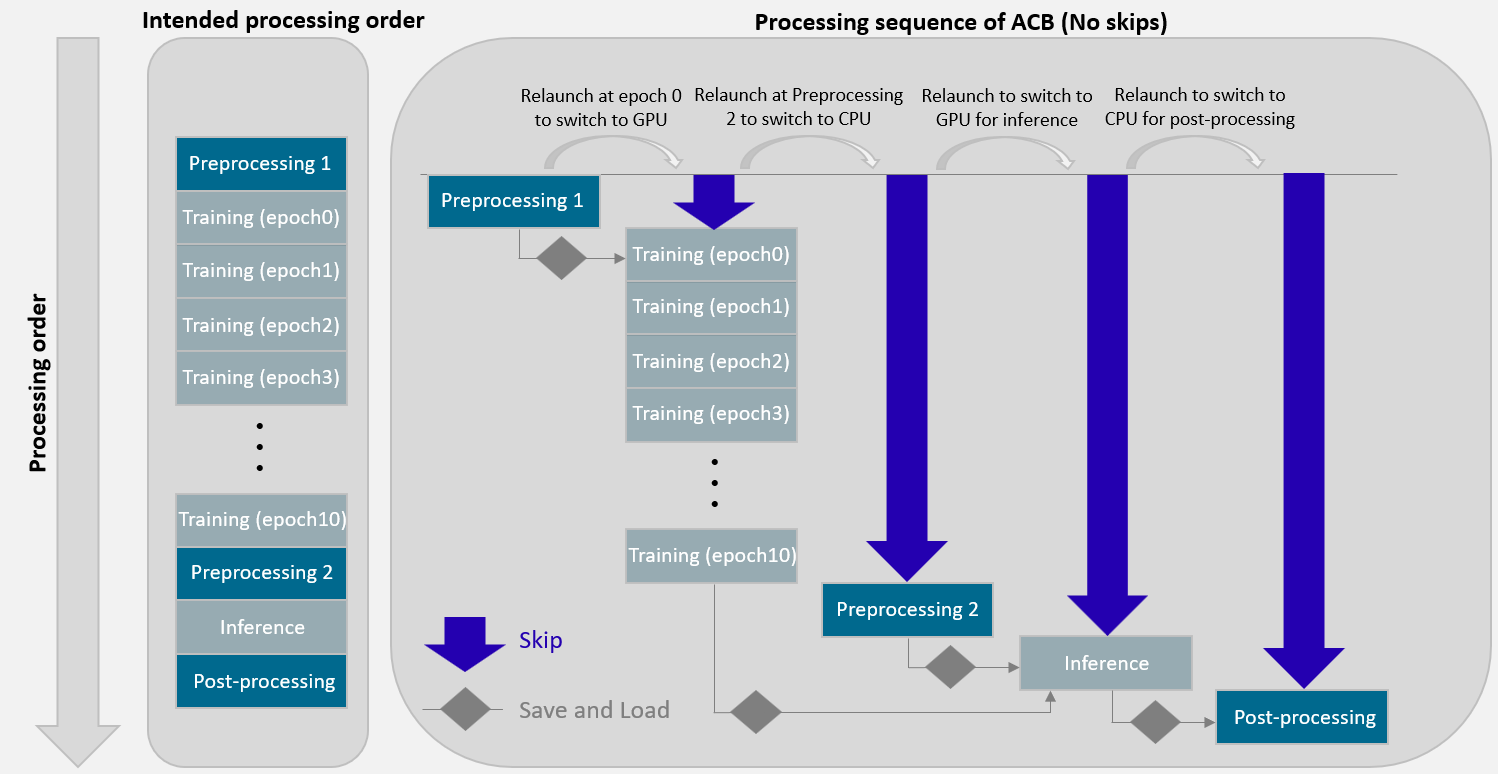 Intended processing order
Processing sequence of ACB (No skips)
Processing order
Preprocessing 1
Training (epoch0)
Training (epoch1)
Training (epoch2)
Training (epoch3)
Training (epoch10)
Preprocessing 2
Inference
Post-processing
Relaunch at epoch 0
to switch to GPU
Relaunch at Preprocessing
2 to switch to CPU
Relaunch to switch to
GPU for inference
Relaunch to switch to
CPU for post-processing
Preprocessing 1
Training (epoch0)
Training (epoch1)
Training (epoch2)
Training (epoch3)
Training (epoch10)
Preprocessing 2
Inference
Post-processing
Skip
Save and Load